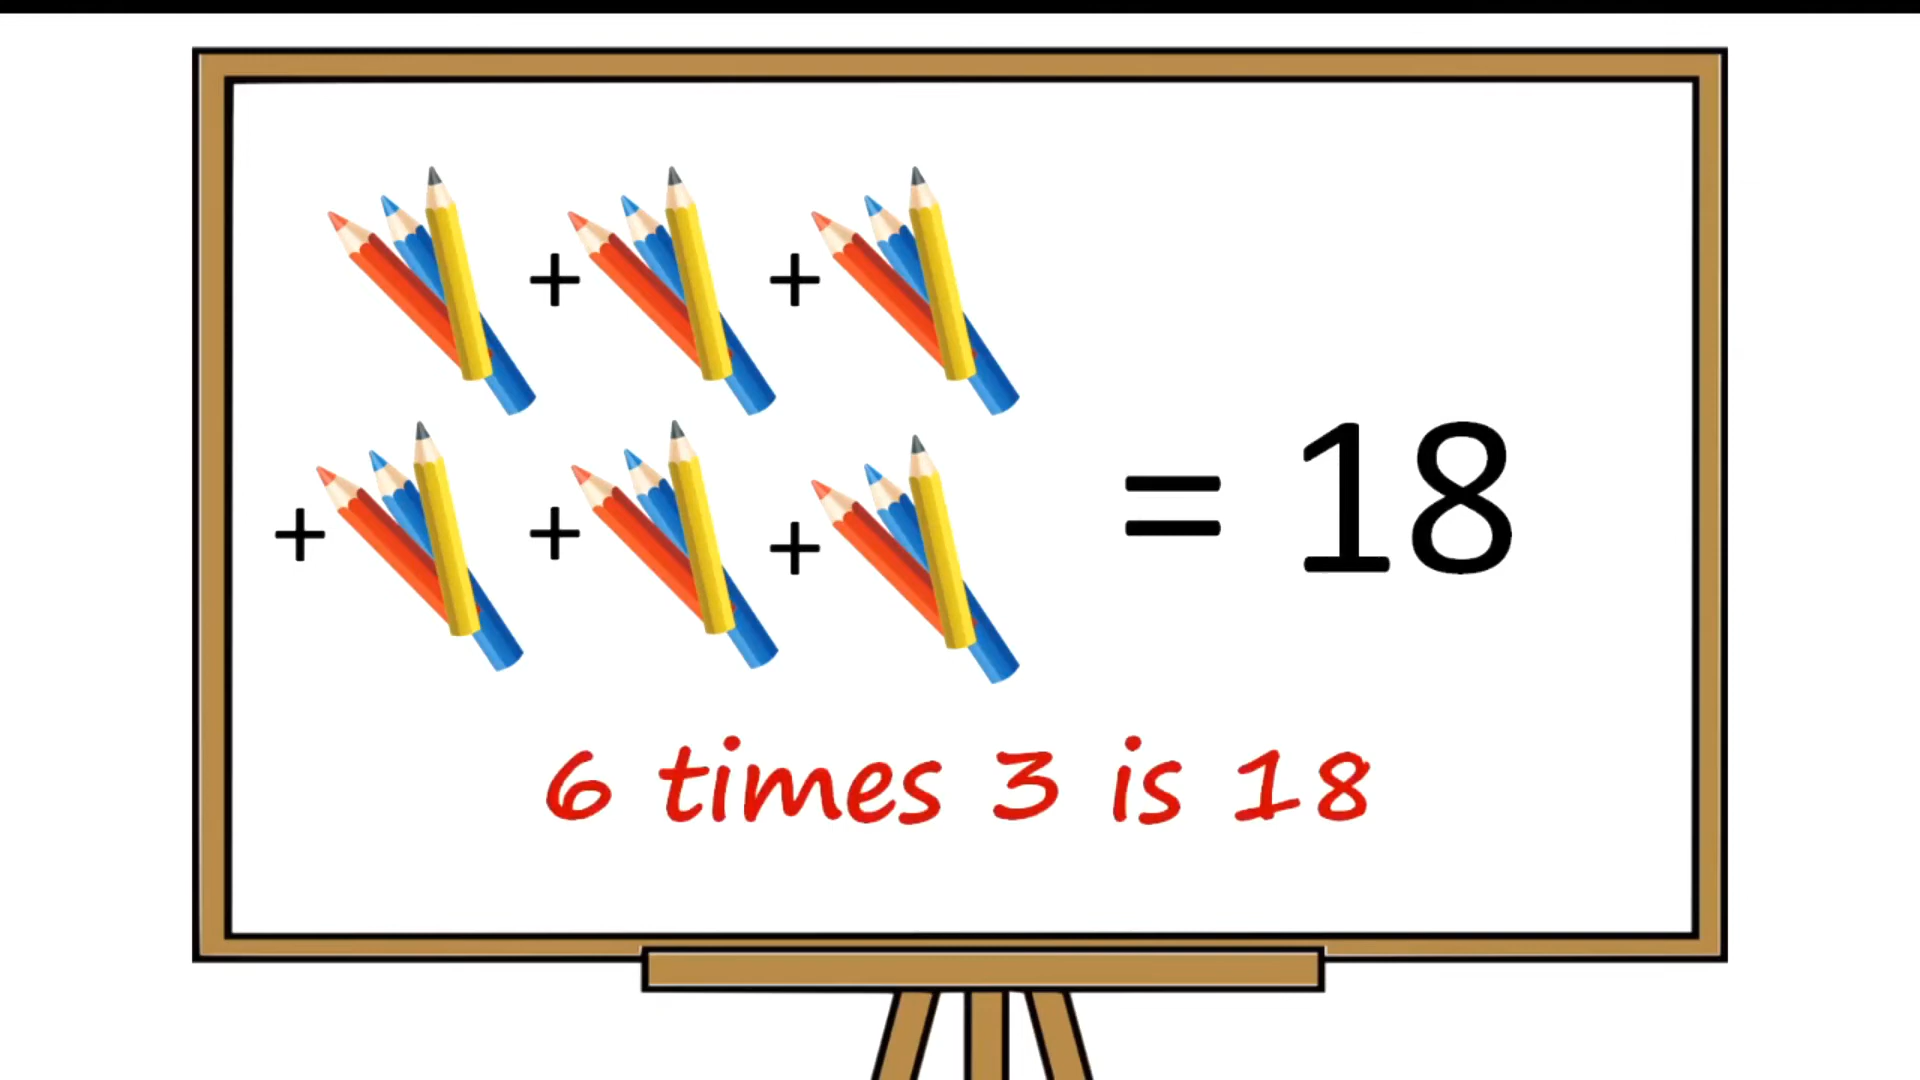 + +
+ + + = 18
6 times 3 is 18